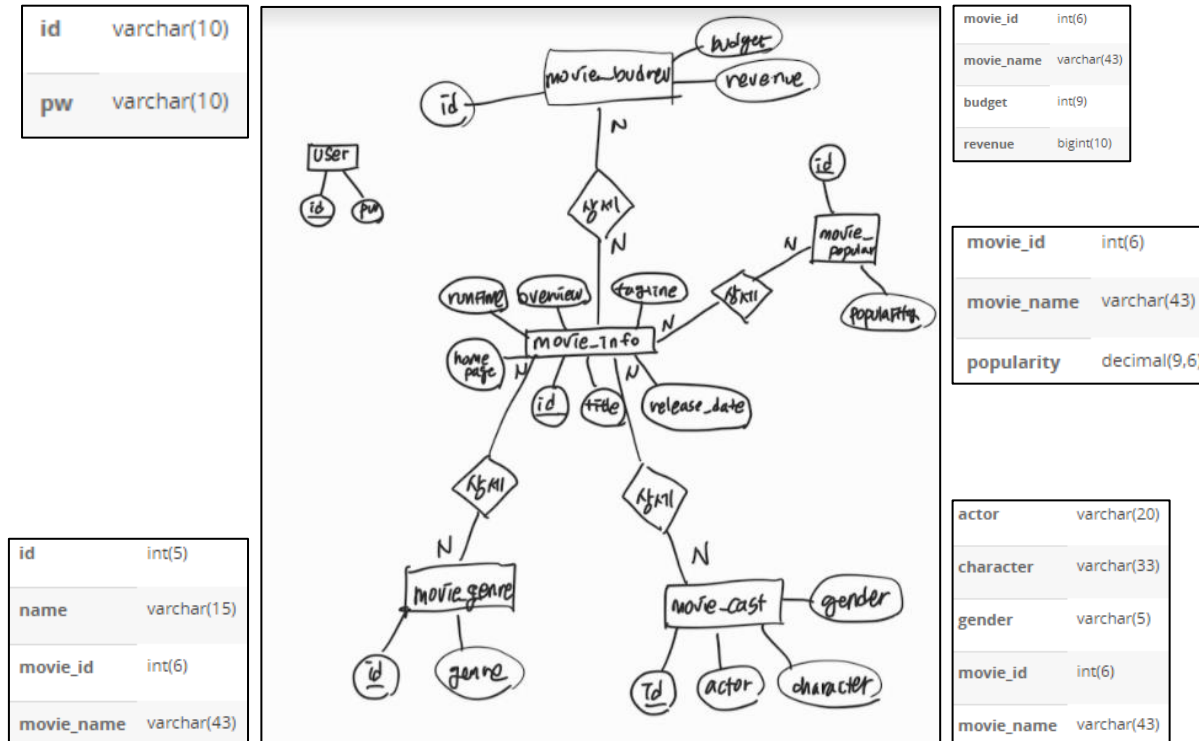 id varchar(10)
pw varchar(10)
budget
movie_budrev
revenue
id
N
user
id
pw
상세
N
id
movie_
popular
N
상세
popularity
N
runtime
overview
tagline
movie_info
home
page
N
id
title
N
release_date
상세
상세
N
movie_genre
id
genre
N
movie_cast
gender
id
actor
character
movie_id int(6)
movie_name varchar(43)
budget int(9)
revenue bigint(10)
movie_id int(6)
movie_name varchar(43)
popularity decimal(9,6)
id int(5)
name varchar(15)
movie_id int(6)
movie_name varchar(43)
actor varchar(20)
character varchar(33)
gender varchar(5)
movie_id int(6)
movie_name varchar(43)